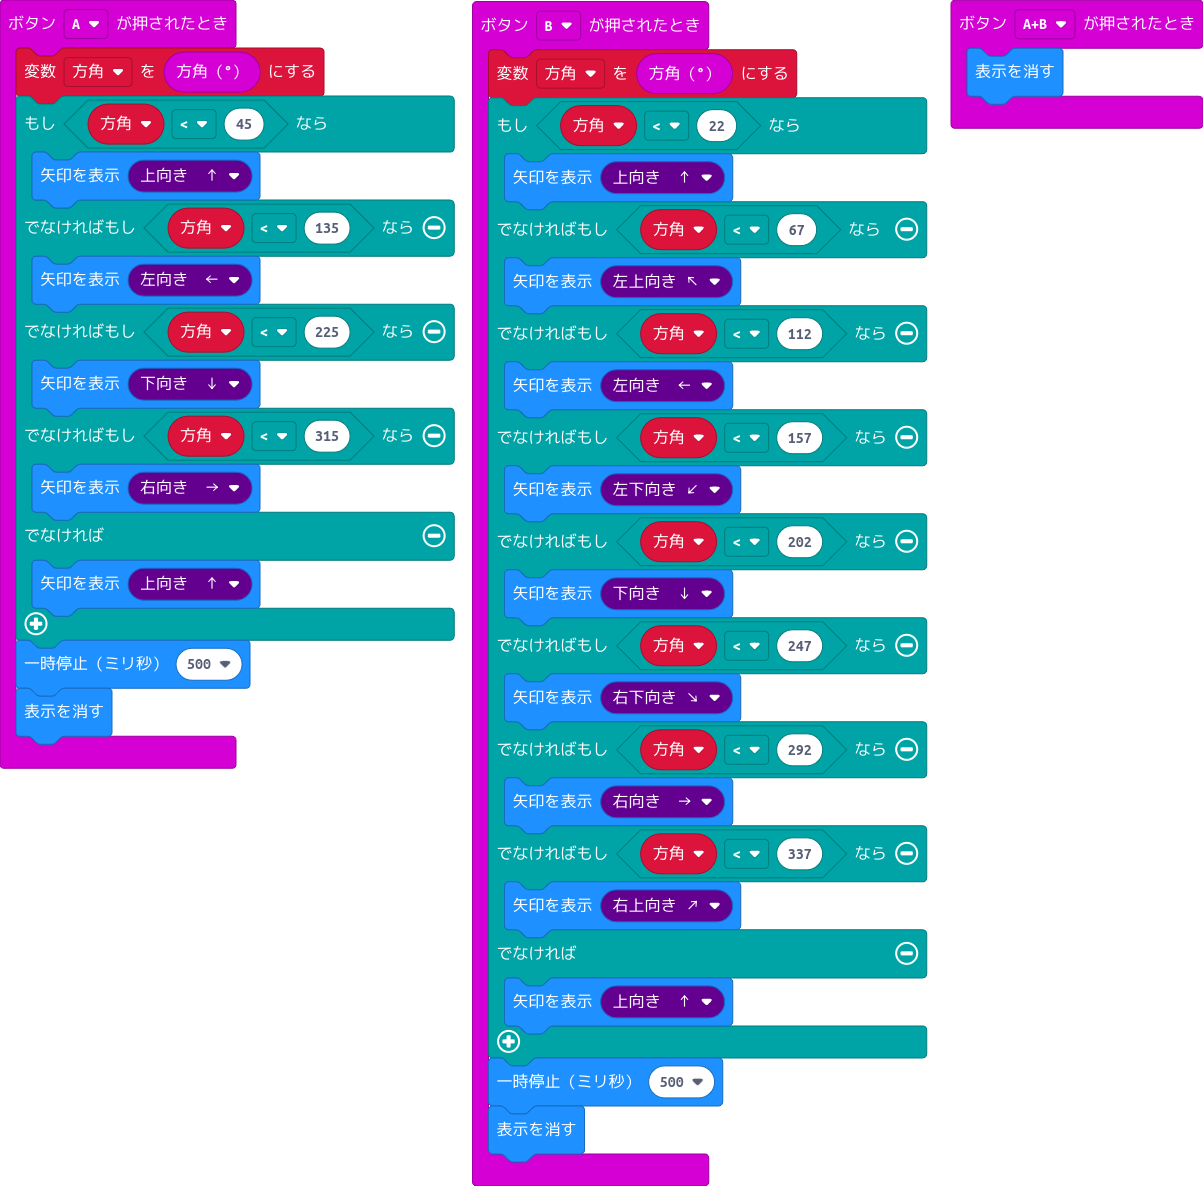 ボタン A が押されたとき
変数 方角 を 方角（°） にする
もし 方角 < 45 なら
矢印を表示 上向き ↑
でなければもし 方角 < 135 なら
矢印を表示 左向き ←
でなければもし 方角 < 225 なら
矢印を表示 下向き ↓
でなければもし 方角 < 315 なら
矢印を表示 右向き →
でなければ
矢印を表示 上向き ↑
一時停止（ミリ秒） 500
表示を消す
ボタン B が押されたとき
変数 方角 を 方角（°） にする
もし 方角 < 22 なら
矢印を表示 上向き ↑
でなければもし 方角 < 67 なら
矢印を表示 左上向き ↖
でなければもし 方角 < 112 なら
矢印を表示 左向き ←
でなければもし 方角 < 157 なら
矢印を表示 左下向き ↙
でなければもし 方角 < 202 なら
矢印を表示 下向き ↓
でなければもし 方角 < 247 なら
矢印を表示 右下向き ↘
でなければもし 方角 < 292 なら
矢印を表示 右向き →
でなければもし 方角 < 337 なら
矢印を表示 右上向き ↗
でなければ
矢印を表示 上向き ↑
一時停止（ミリ秒） 500
表示を消す
ボタン A+B が押されたとき
表示を消す